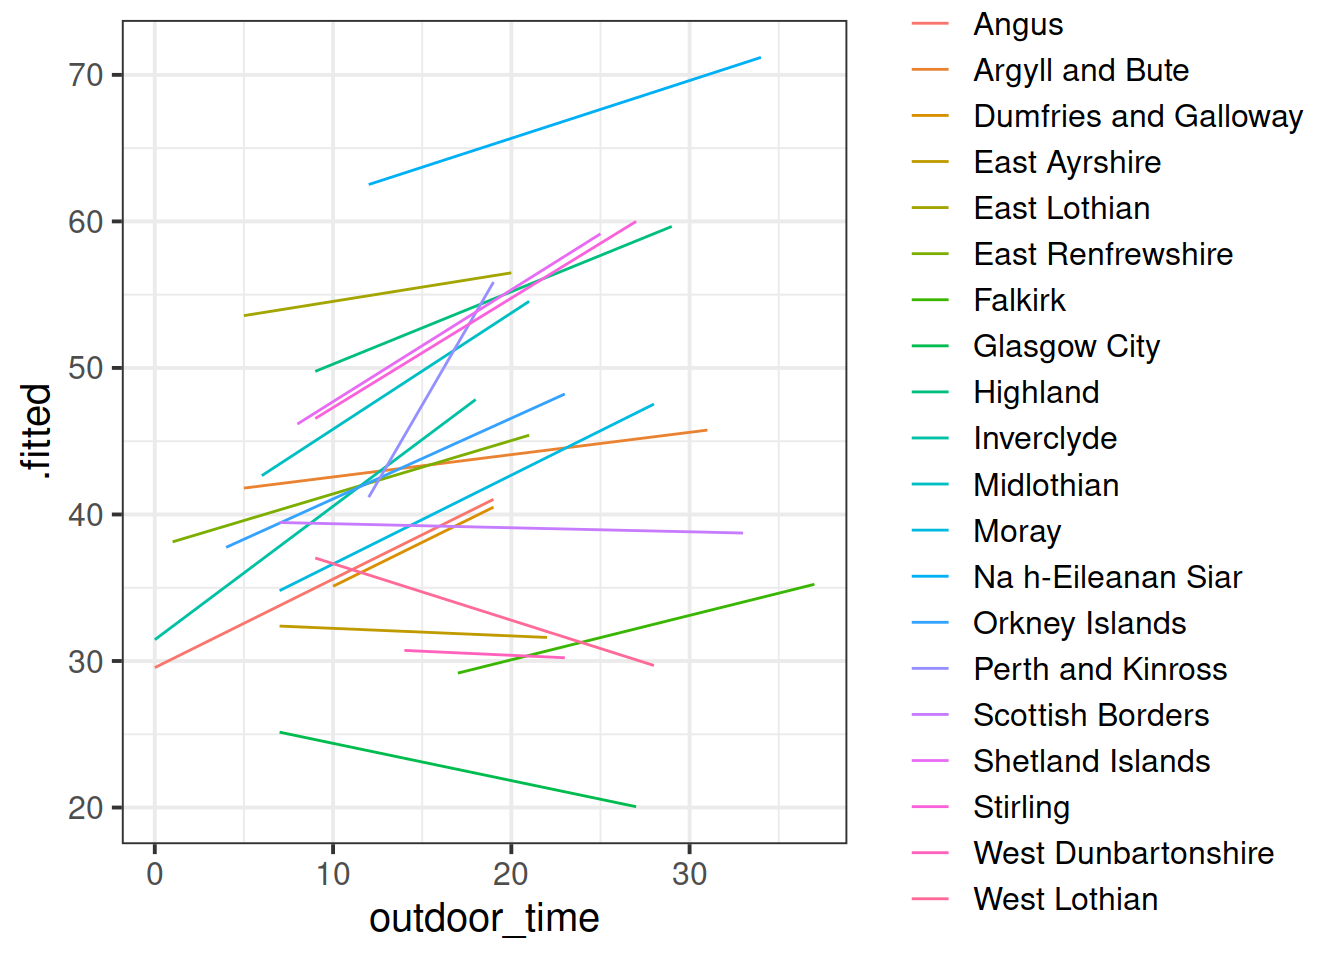 70
60
50
40
30
20
.fitted
0 10 20 30
outdoor_time
Angus
Argyll and Bute
Dumfries and Galloway
East Ayrshire
East Lothian
East Renfrewshire
Falkirk
Glasgow City
Highland
Inverclyde
Midlothian
Moray
Na h-Eileanan Siar
Orkney Islands
Perth and Kinross
Scottish Borders
Shetland Islands
Stirling
West Dunbartonshire
West Lothian